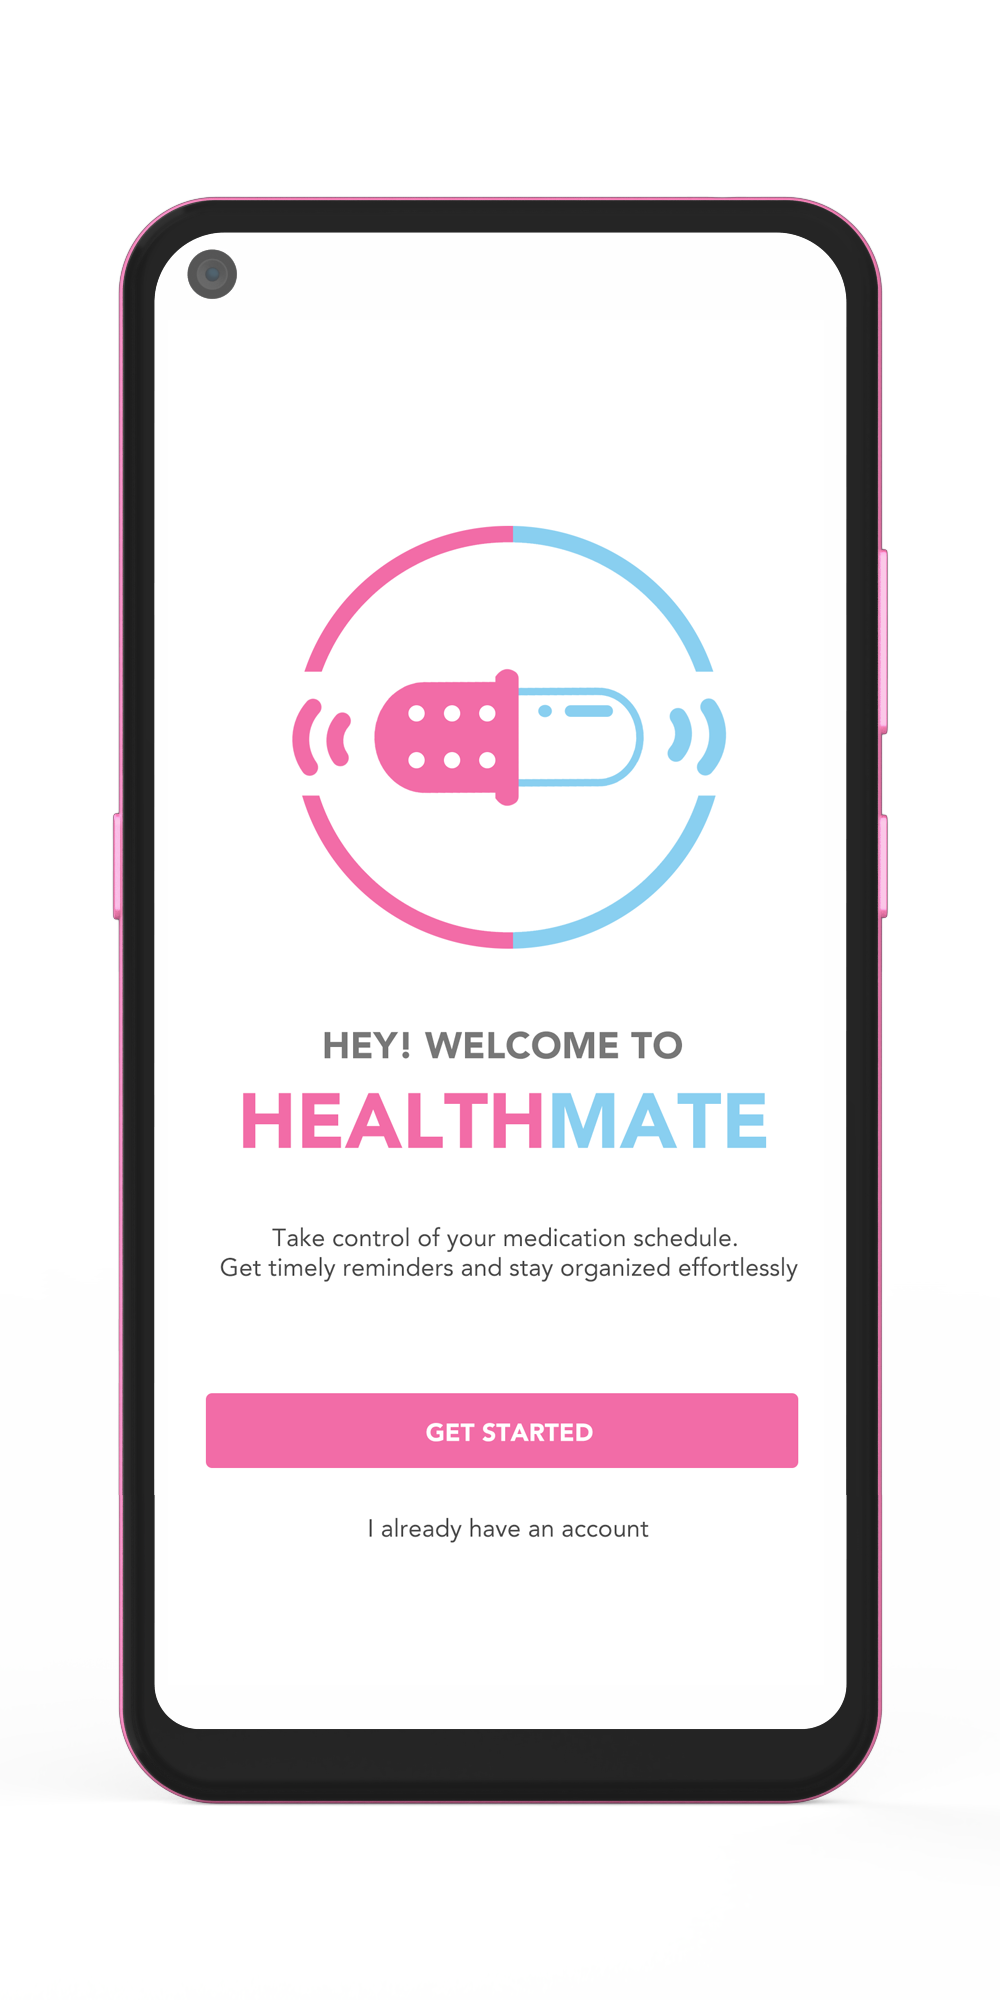 HEY! WELCOME TO
HEALTHMATE
Take control of your medication schedule.
Get timely reminders and stay organized effortlessly
GET STARTED
I already have an account